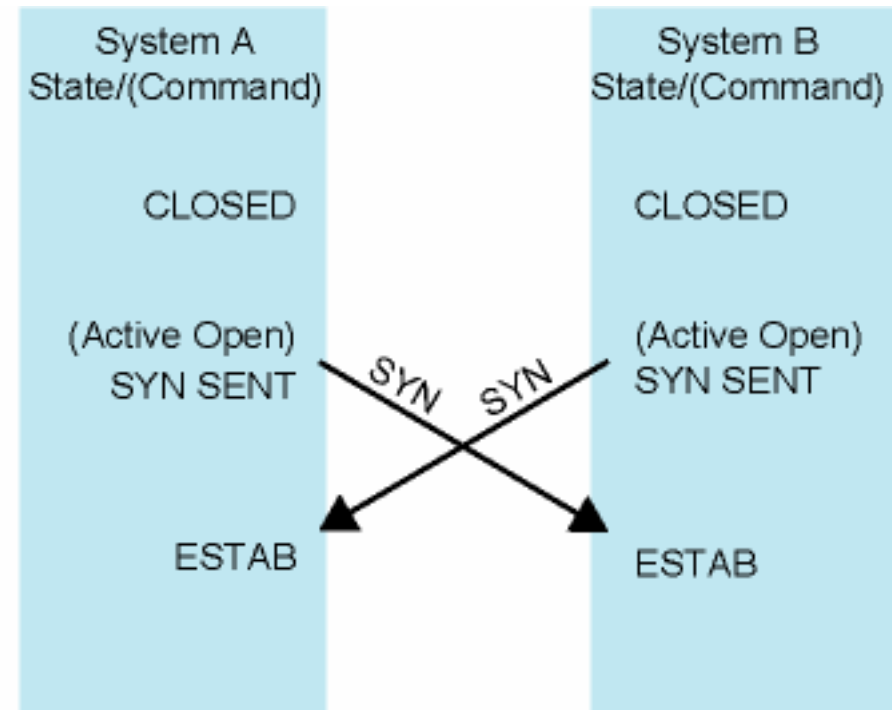 System A
State/(Command)
System B
State/(Command)
CLOSED
CLOSED
(Active Open)
SYN SENT
SYN
SYN
(Active Open)
SYN SENT
ESTAB
ESTAB